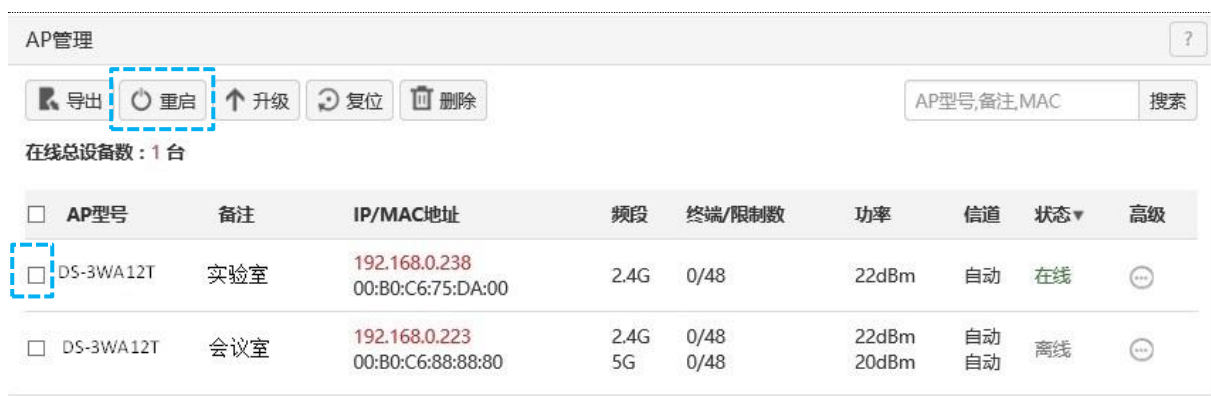 AP管理
?
导出 重启 升级 复位 删除 AP型号,备注,MAC 搜索
在线总设备数：1 台
AP型号 备注 IP/MAC地址 频段 终端/限制数 功率 信道 状态▼ 高级
DS-3WA12T 实验室 192.168.0.238 2.4G 0/48 22dBm 自动 在线
00:B0:C6:75:DA:00
DS-3WA12T 会议室 192.168.0.223 2.4G 0/48 22dBm 自动 离线
00:B0:C6:88:88:80 5G 0/48 20dBm 自动